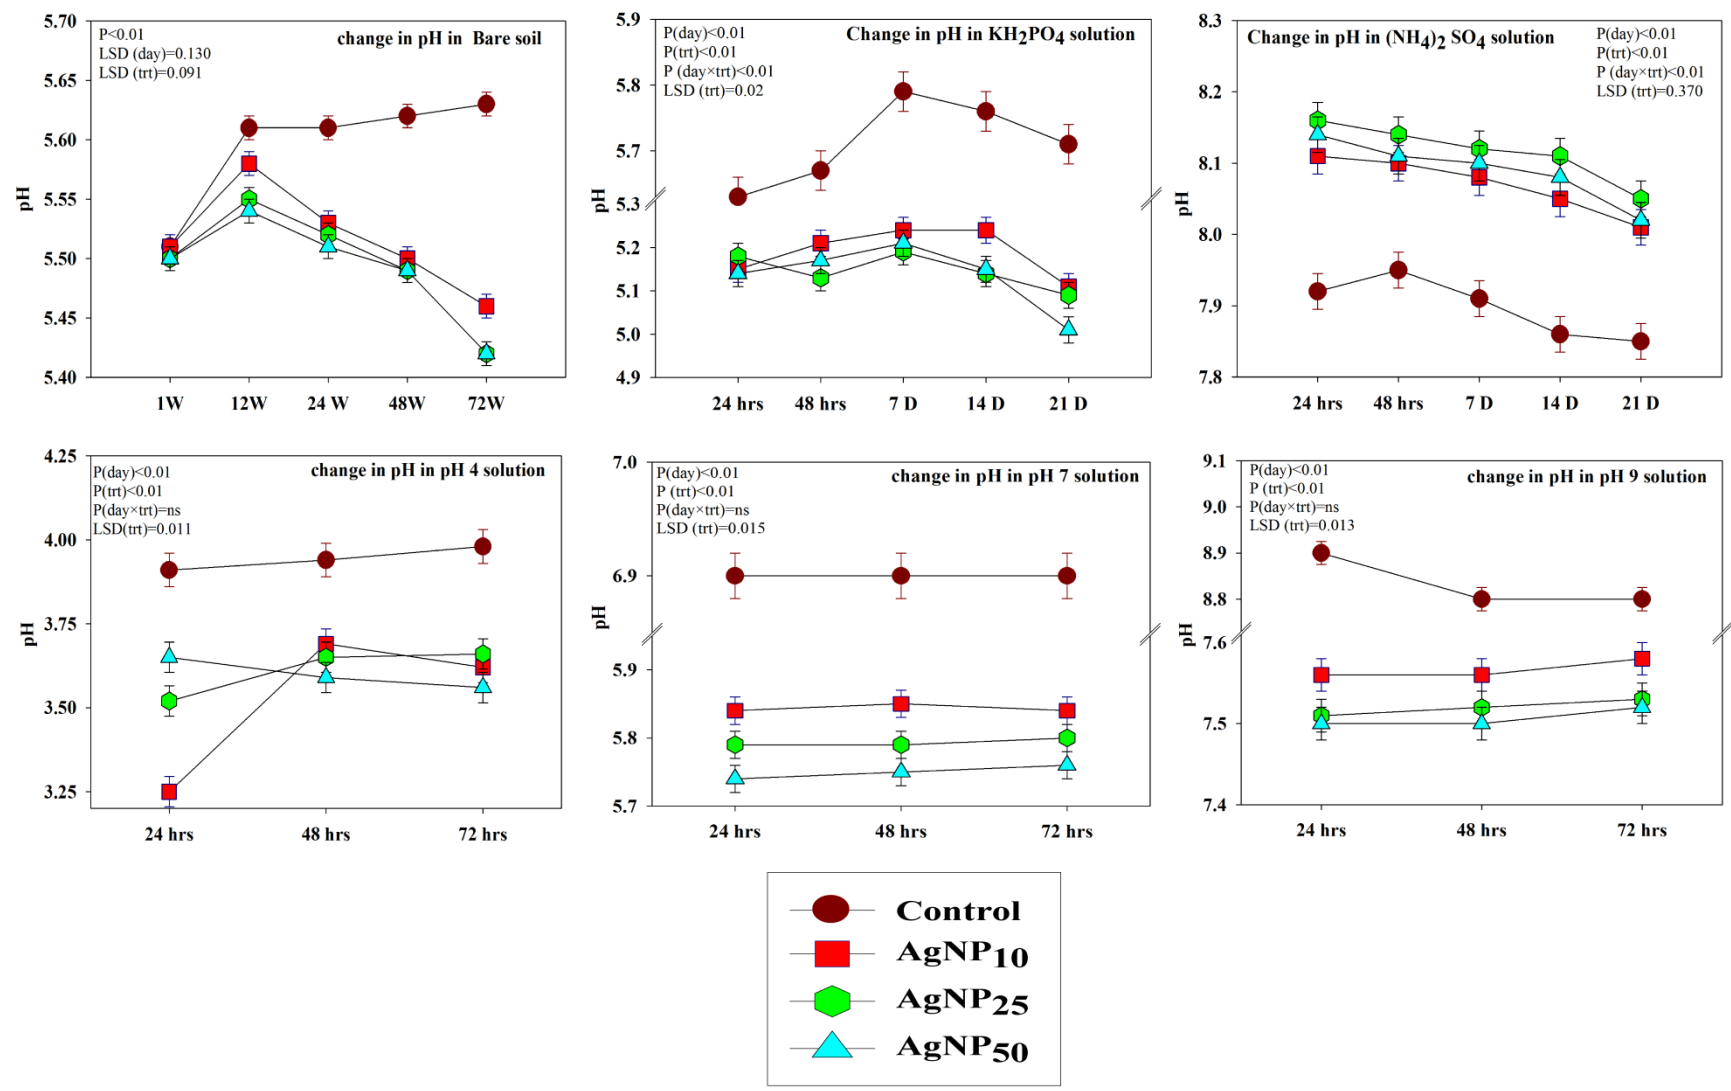 change in pH in Bare soil
P<0.01
LSD (day)=0.130
LSD (trt)=0.091
pH
5.70
5.65
5.60
5.55
5.50
5.45
5.40
1W 12W 24 W 48W 72W
Change in pH in KH2PO4 solution
P(day)<0.01
P(trt)<0.01
P (day×trt)<0.01
LSD (trt)=0.02
pH
5.9
5.8
5.7
5.3
5.2
5.1
5.0
4.9
24 hrs 48 hrs 7 D 14 D 21 D
Change in pH in (NH4)2 SO4 solution
P(day)<0.01
P(trt)<0.01
P (day×trt)<0.01
LSD (trt)=0.370
pH
8.3
8.2
8.1
8.0
7.9
7.8
24 hrs 48 hrs 7 D 14 D 21 D
change in pH in pH 4 solution
P(day)<0.01
P(trt)<0.01
P(day×trt)=ns
LSD(trt)=0.011
pH
4.25
4.00
3.75
3.50
3.25
24 hrs 48 hrs 72 hrs
change in pH in pH 7 solution
P(day)<0.01
P (trt)<0.01
P(day×trt)=ns
LSD (trt)=0.015
pH
7.0
6.9
5.9
5.8
5.7
24 hrs 48 hrs 72 hrs
change in pH in pH 9 solution
P(day)<0.01
P (trt)<0.01
P(day×trt)=ns
LSD (trt)=0.013
pH
9.1
9.0
8.9
8.8
7.6
7.5
7.4
24 hrs 48 hrs 72 hrs
Control
AgNP10
AgNP25
AgNP50